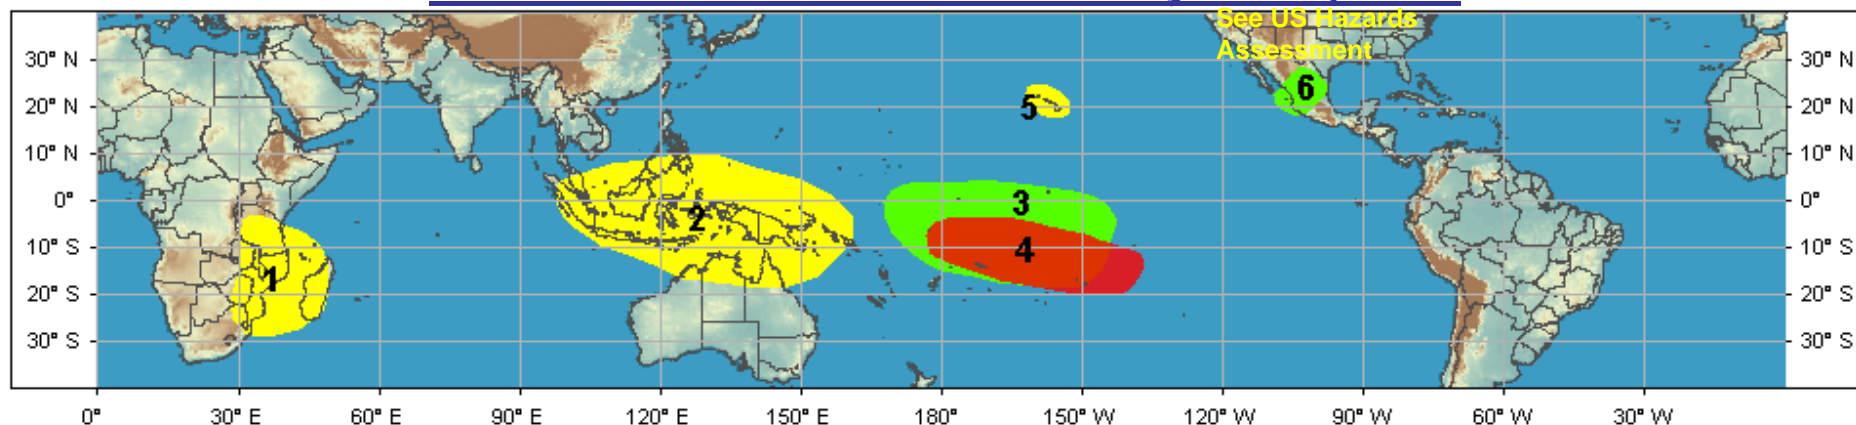 See US Hazards
Assessment
30° N
30° N
6
20° N
5
20° N
10° N
10° N
0°
3
0°
2
10° S
4
10° S
1
20° S
20° S
30° S
30° S
0°
30° E
60° E
90° E
120° E
150° E
180°
150° W
120° W
90° W
60° W
30° W